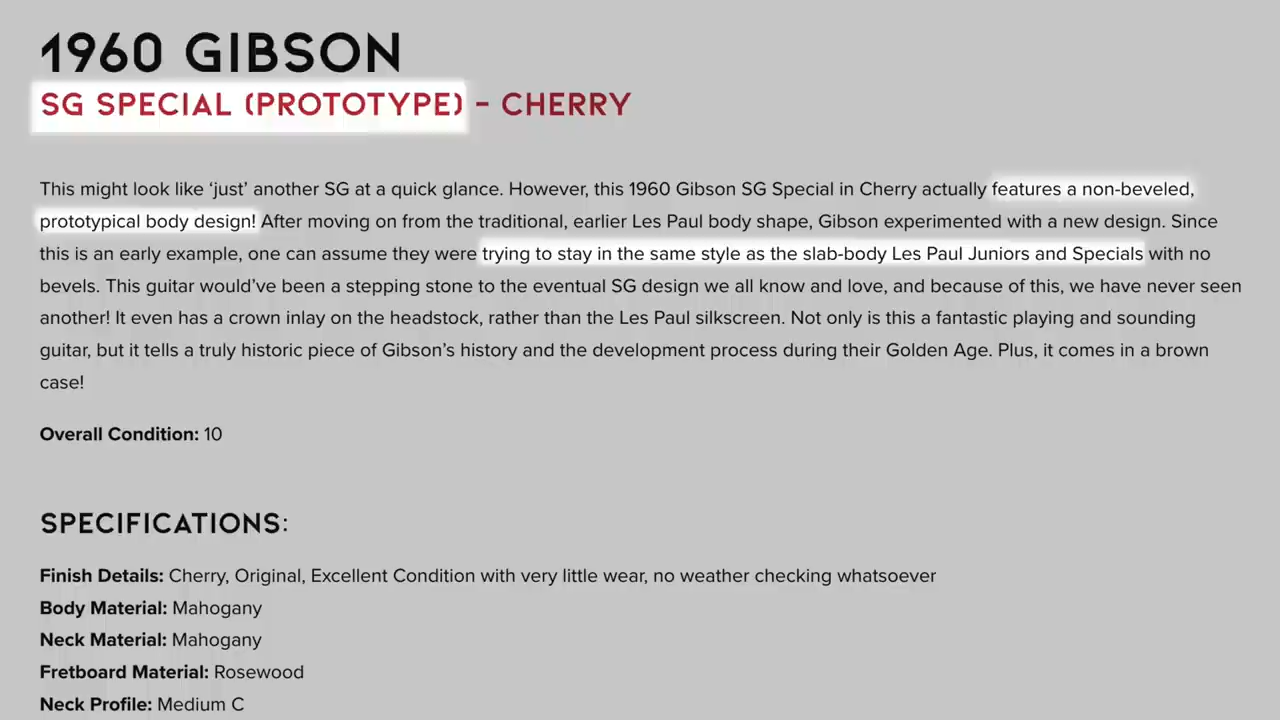 1960 GIBSON
SG SPECIAL (PROTOTYPE) - CHERRY
This might look like ‘just’ another SG at a quick glance. However, this 1960 Gibson SG Special in Cherry actually features a non-beveled,
prototypical body design! After moving on from the traditional, earlier Les Paul body shape, Gibson experimented with a new design. Since
this is an early example, one can assume they were trying to stay in the same style as the slab-body Les Paul Juniors and Specials with no
bevels. This guitar would’ve been a stepping stone to the eventual SG design we all know and love, and because of this, we have never seen
another! It even has a crown inlay on the headstock, rather than the Les Paul silkscreen. Not only is this a fantastic playing and sounding
guitar, but it tells a truly historic piece of Gibson’s history and the development process during their Golden Age. Plus, it comes in a brown
case!
Overall Condition: 10
SPECIFICATIONS:
Finish Details: Cherry, Original, Excellent Condition with very little wear, no weather checking whatsoever
Body Material: Mahogany
Neck Material: Mahogany
Fretboard Material: Rosewood
Neck Profile: Medium C